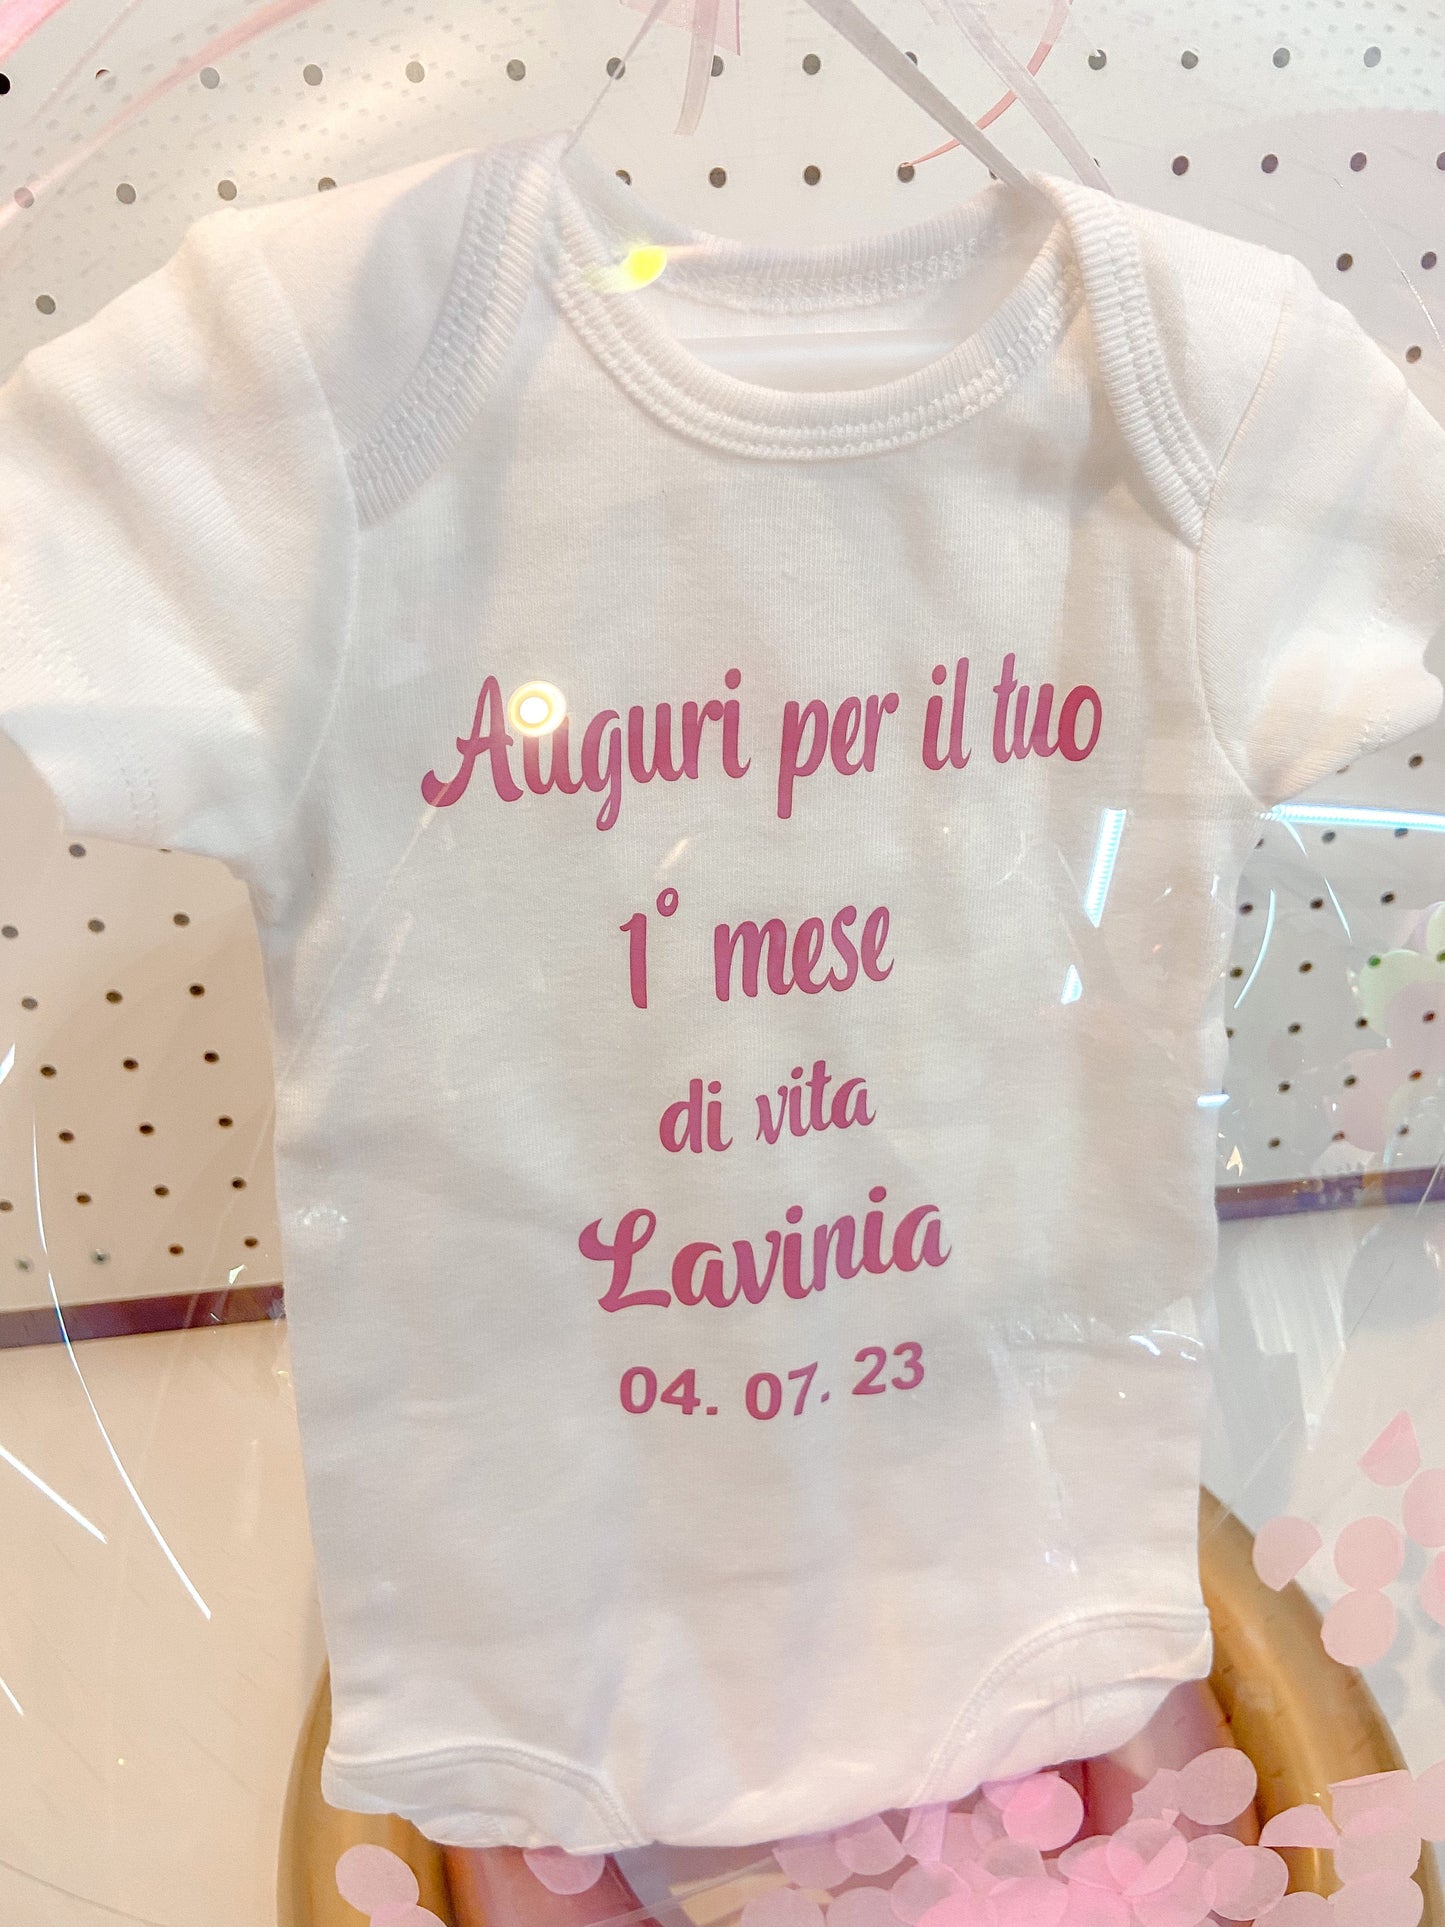 Auguri per il tuo
1° mese
di vita
Lavinia
04. 07. 23